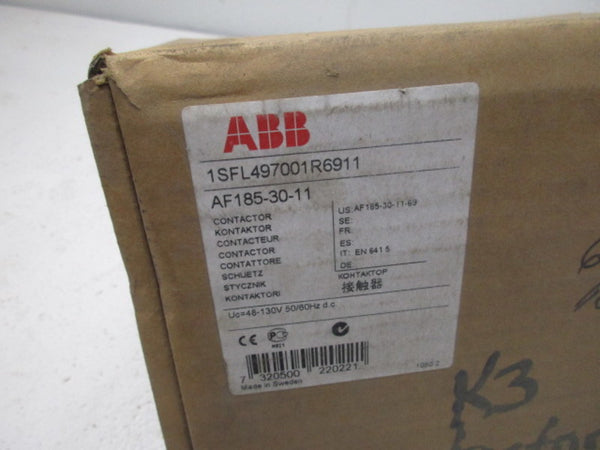 ABB
1SFL497001R6911
AF185-30-11
CONTACTOR
KONTAKTOR
CONTACTEUR
CONTACTOR
CONTATTORE
SCHUETZ
STYCZNIK
KONTAKTORI
US: AF185-30-11-69
SE:
FR:
ES:
IT: EN 641 5
DE:
КОНТАКТОР
接触器
Uc=48-130V 50/60Hz d.c
CE
7 320500 220221
Made in Sweden
K3